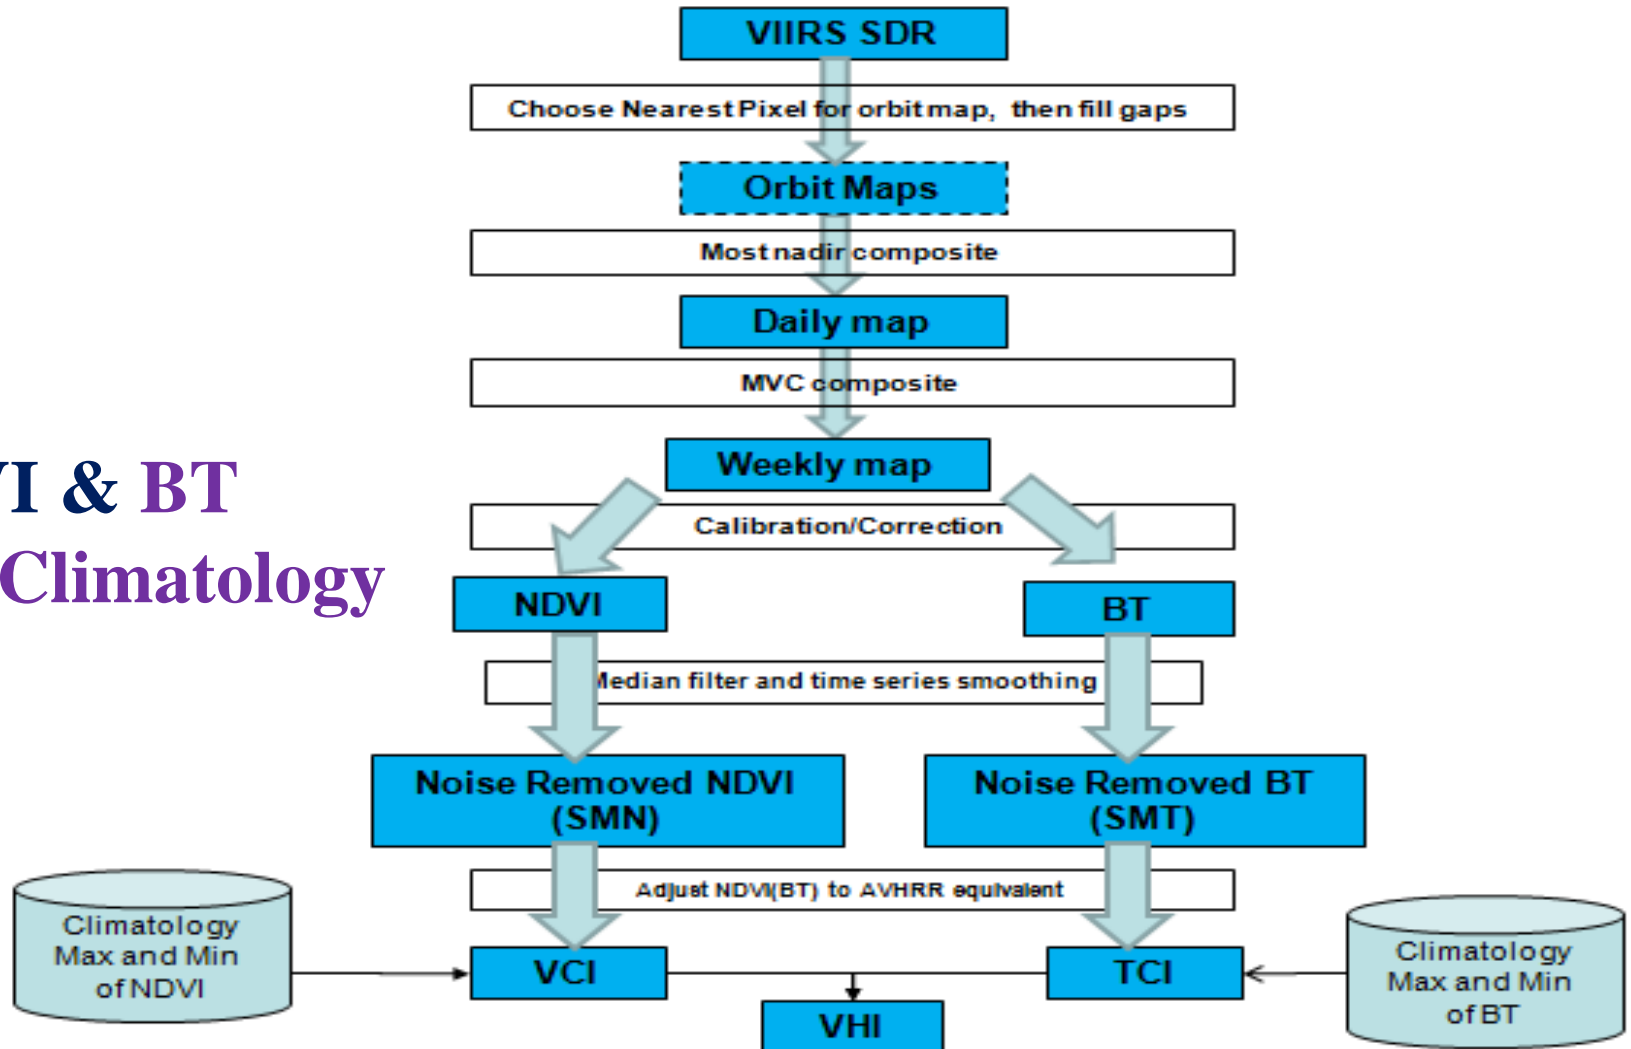 VIIRS SDR
Choose Nearest Pixel for orbit map, then fill gaps
Orbit Maps
Most nadir composite
Daily map
MVC composite
Weekly map
VI & BT
Climatology
Calibration/Correction
NDVI
BT
Median filter and time series smoothing
Noise Removed NDVI
(SMN)
Noise Removed BT
(SMT)
Adjust NDVI(BT) to AVHRR equivalent
Climatology
Max and Min
of NDVI
VCI
TCI
Climatology
Max and Min
of BT
VHI